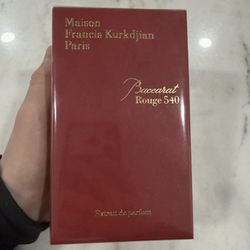 Maison
Francis Kurkdjian
Paris
Baccarat
Rouge 540
Extrait de parfum